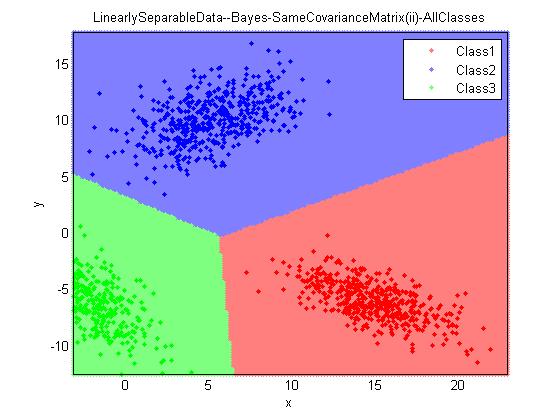 LinearlySeparableData--Bayes-SameCovarianceMatrix(ii)-AllClasses
Class1
Class2
Class3
15
10
5
0
-5
-10
y
0
5
10
15
20
x